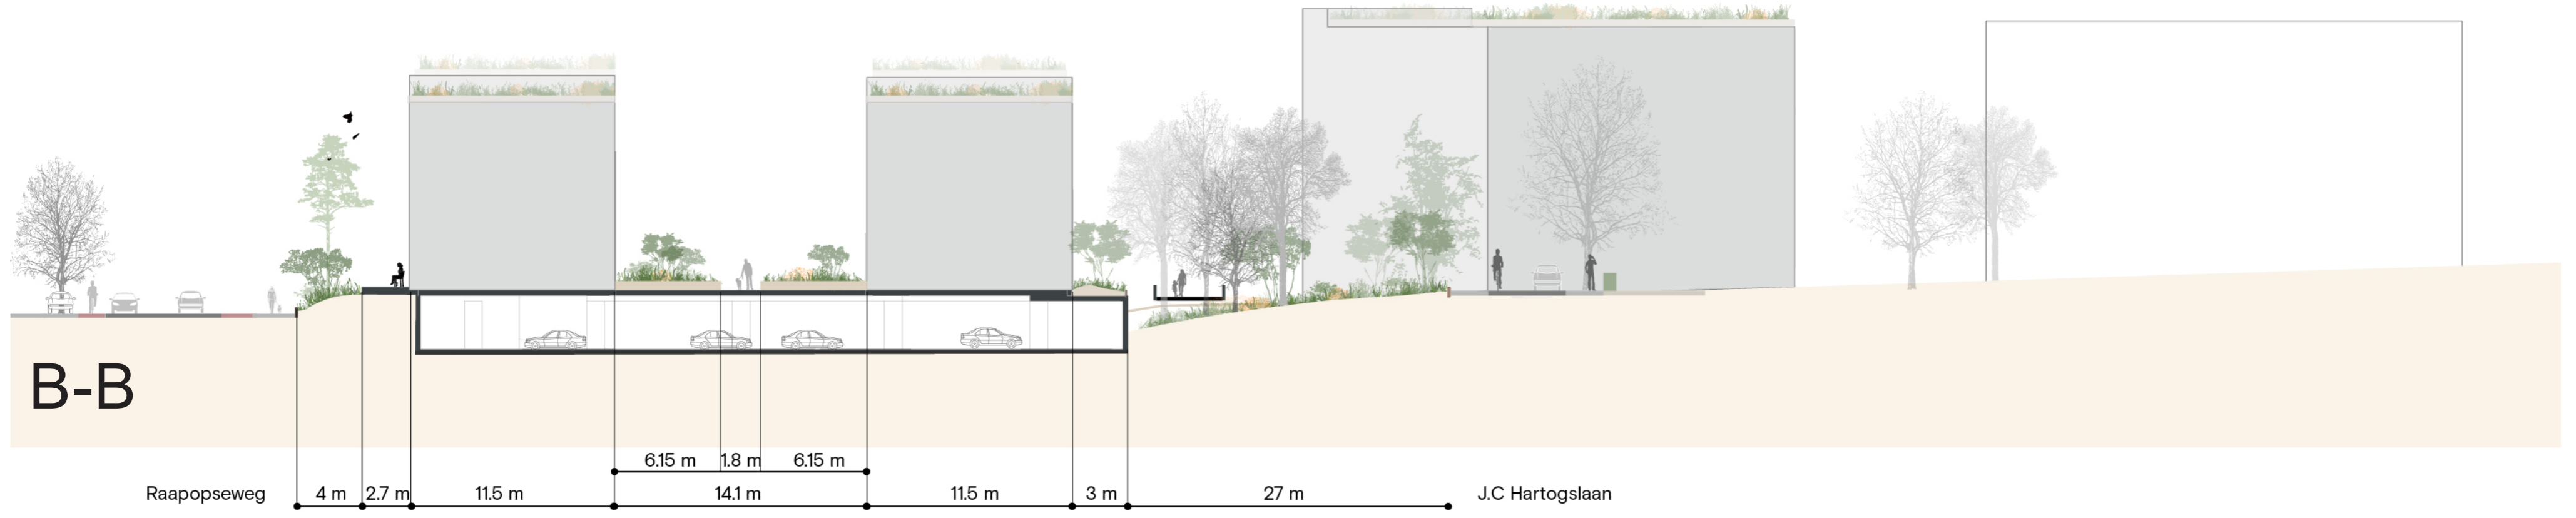 B-B
6.15 m 1.8 m 6.15 m
Raapopseweg 4 m 2.7 m 11.5 m 14.1 m 11.5 m 3 m 27 m J.C Hartogslaan